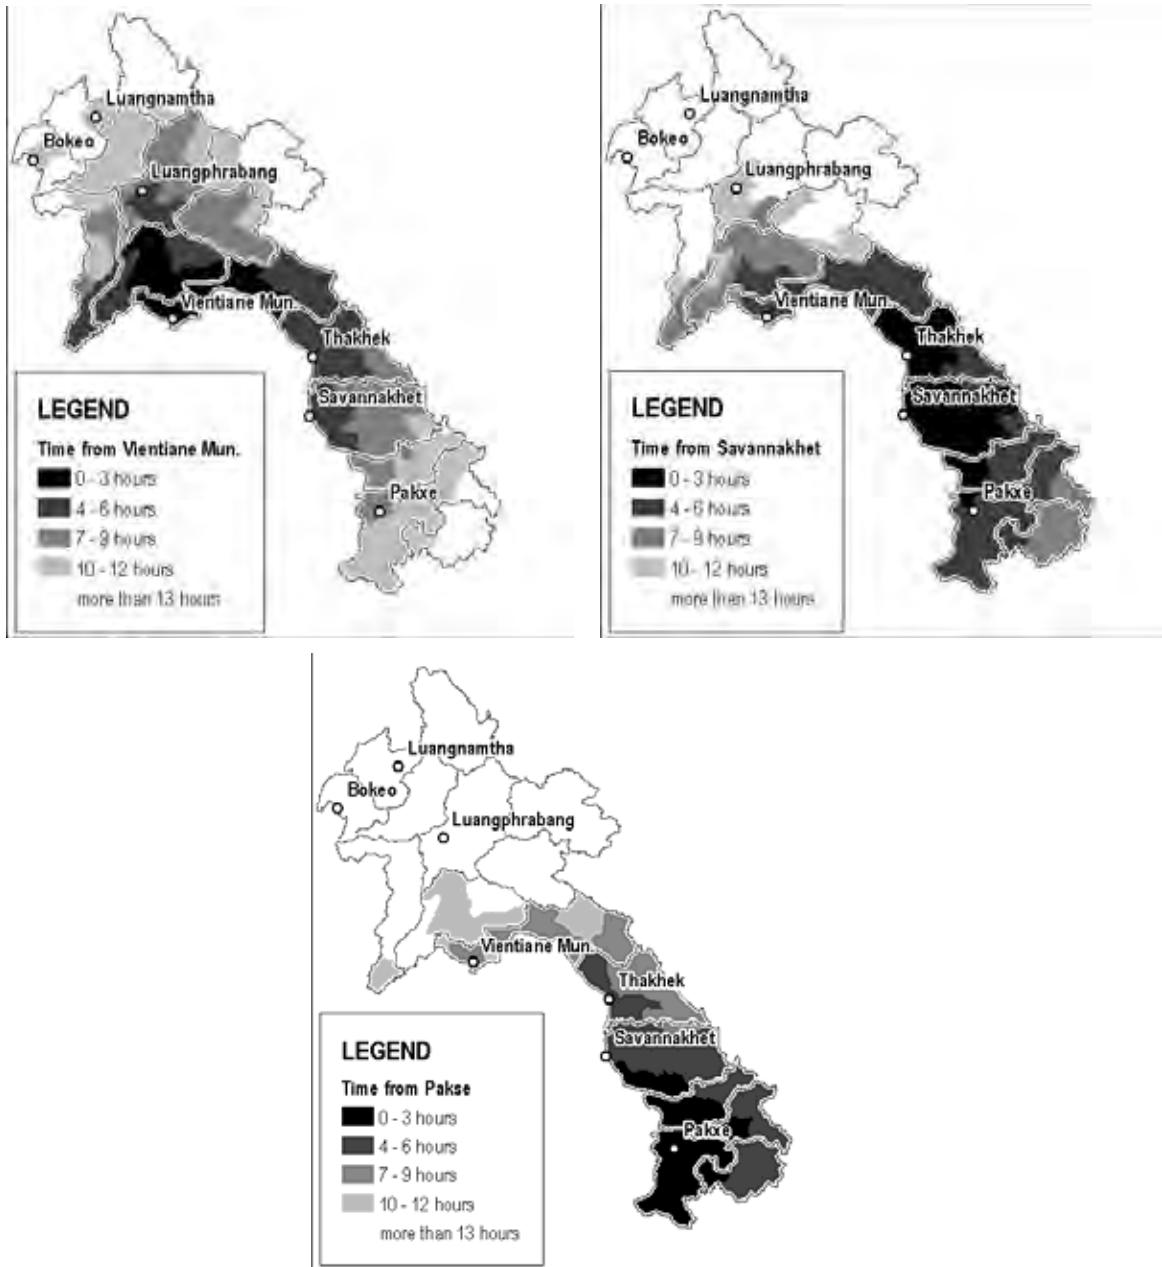 Luangnamtha
Bokeo
Luangphrabang
Vientiane Mun.
Thakhek
Savannakhet
Pakxe
LEGEND
Time from Vientiane Mun.
0 - 3 hours
4 - 6 hours
7 - 9 hours
10 - 12 hours
more than 13 hours
Luangnamtha
Bokeo
Luangphrabang
Vientiane Mun.
Thakhek
Savannakhet
Pakxe
LEGEND
Time from Savannakhet
0 - 3 hours
4 - 6 hours
7 - 9 hours
10 - 12 hours
more then 13 hours
Luangnamtha
Bokeo
Luangphrabang
Vientiane Mun.
Thakhek
Savannakhet
Pakxe
LEGEND
Time from Pakse
0 - 3 hours
4 - 6 hours
7 - 9 hours
10 - 12 hours
more than 13 hours